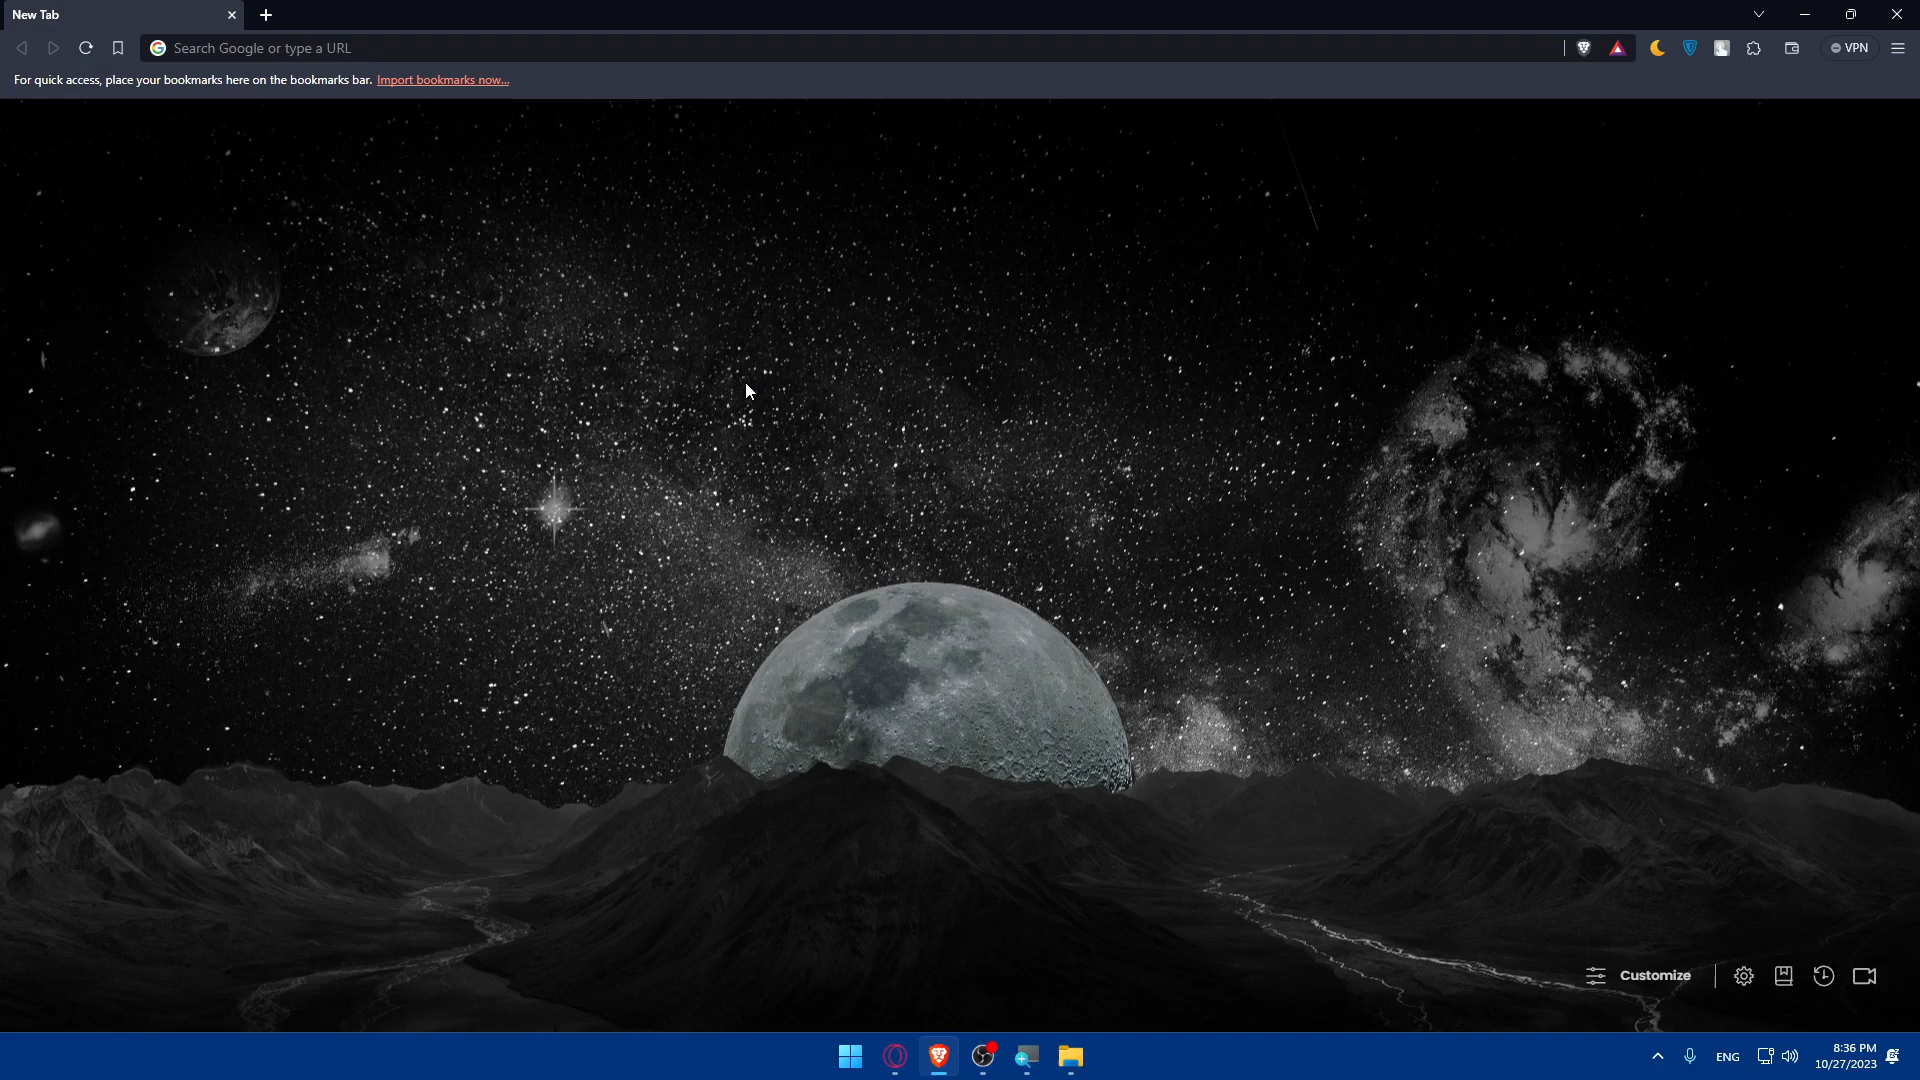 New Tab
Search Google or type a URL
VPN
For quick access, place your bookmarks here on the bookmarks bar. Import bookmarks now...
Customize
ENG
8:36 PM
10/27/2023